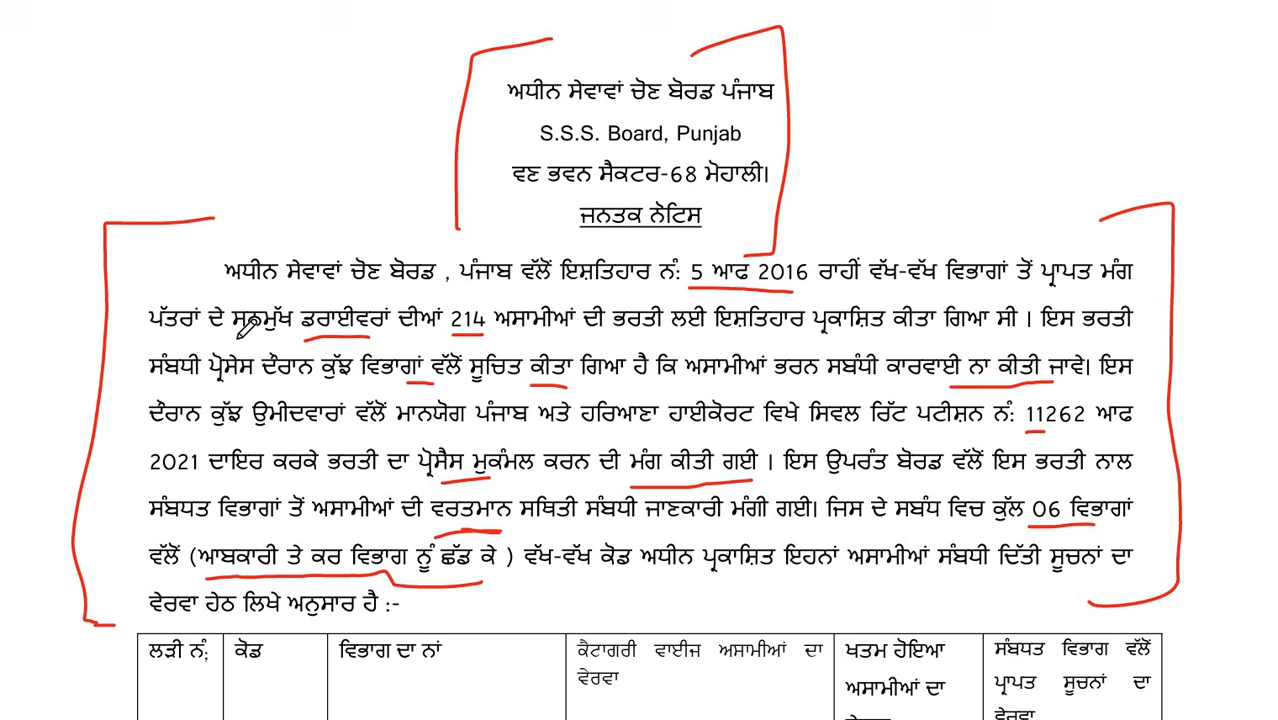 ਅਧੀਨ ਸੇਵਾਵਾਂ ਚੋਣ ਬੋਰਡ ਪੰਜਾਬ
S.S.S. Board, Punjab
ਵਣ ਭਵਨ ਸੈਕਟਰ-68 ਮੋਹਾਲੀ।
ਜਨਤਕ ਨੋਟਿਸ
ਅਧੀਨ ਸੇਵਾਵਾਂ ਚੋਣ ਬੋਰਡ , ਪੰਜਾਬ ਵੱਲੋਂ ਇਸ਼ਤਿਹਾਰ ਨੰ: 5 ਆਫ 2016 ਰਾਹੀਂ ਵੱਖ-ਵੱਖ ਵਿਭਾਗਾਂ ਤੋਂ ਪ੍ਰਾਪਤ ਮੰਗ
ਪੱਤਰਾਂ ਦੇ ਸਨਮੁੱਖ ਡਰਾਈਵਰਾਂ ਦੀਆਂ 214 ਅਸਾਮੀਆਂ ਦੀ ਭਰਤੀ ਲਈ ਇਸ਼ਤਿਹਾਰ ਪ੍ਰਕਾਸ਼ਿਤ ਕੀਤਾ ਗਿਆ ਸੀ । ਇਸ ਭਰਤੀ
ਸੰਬਧੀ ਪ੍ਰੋਸੇਸ ਦੌਰਾਨ ਕੁੱਝ ਵਿਭਾਗਾਂ ਵੱਲੋਂ ਸੂਚਿਤ ਕੀਤਾ ਗਿਆ ਹੈ ਕਿ ਅਸਾਮੀਆਂ ਭਰਨ ਸਬੰਧੀ ਕਾਰਵਾਈ ਨਾ ਕੀਤੀ ਜਾਵੇ। ਇਸ
ਦੌਰਾਨ ਕੁੱਝ ਉਮੀਦਵਾਰਾਂ ਵੱਲੋਂ ਮਾਨਯੋਗ ਪੰਜਾਬ ਅਤੇ ਹਰਿਆਣਾ ਹਾਈਕੋਰਟ ਵਿਖੇ ਸਿਵਲ ਰਿੱਟ ਪਟੀਸ਼ਨ ਨੰ: 11262 ਆਫ
2021 ਦਾਇਰ ਕਰਕੇ ਭਰਤੀ ਦਾ ਪ੍ਰੋਸੈਸ ਮੁਕੰਮਲ ਕਰਨ ਦੀ ਮੰਗ ਕੀਤੀ ਗਈ । ਇਸ ਉਪਰੰਤ ਬੋਰਡ ਵੱਲੋਂ ਇਸ ਭਰਤੀ ਨਾਲ
ਸੰਬਧਤ ਵਿਭਾਗਾਂ ਤੋਂ ਅਸਾਮੀਆਂ ਦੀ ਵਰਤਮਾਨ ਸਥਿਤੀ ਸੰਬਧੀ ਜਾਣਕਾਰੀ ਮੰਗੀ ਗਈ। ਜਿਸ ਦੇ ਸਬੰਧ ਵਿਚ ਕੁੱਲ 06 ਵਿਭਾਗਾਂ
ਵੱਲੋਂ (ਆਬਕਾਰੀ ਤੇ ਕਰ ਵਿਭਾਗ ਨੂੰ ਛੱਡ ਕੇ ) ਵੱਖ-ਵੱਖ ਕੋਡ ਅਧੀਨ ਪ੍ਰਕਾਸ਼ਿਤ ਇਹਨਾਂ ਅਸਾਮੀਆਂ ਸੰਬਧੀ ਦਿੱਤੀ ਸੂਚਨਾਂ ਦਾ
ਵੇਰਵਾ ਹੇਠ ਲਿਖੇ ਅਨੁਸਾਰ ਹੈ :-
ਲੜੀ ਨੰ; ਕੋਡ ਵਿਭਾਗ ਦਾ ਨਾਂ ਕੈਟਾਗਰੀ ਵਾਈਜ ਅਸਾਮੀਆਂ ਦਾ ਖਤਮ ਹੋਇਆ ਸੰਬਧਤ ਵਿਭਾਗ ਵੱਲੋਂ
ਵੇਰਵਾ ਅਸਾਮੀਆਂ ਦਾ ਪ੍ਰਾਪਤ ਸੂਚਨਾਂ ਦਾ
ਵੇਰਵਾ